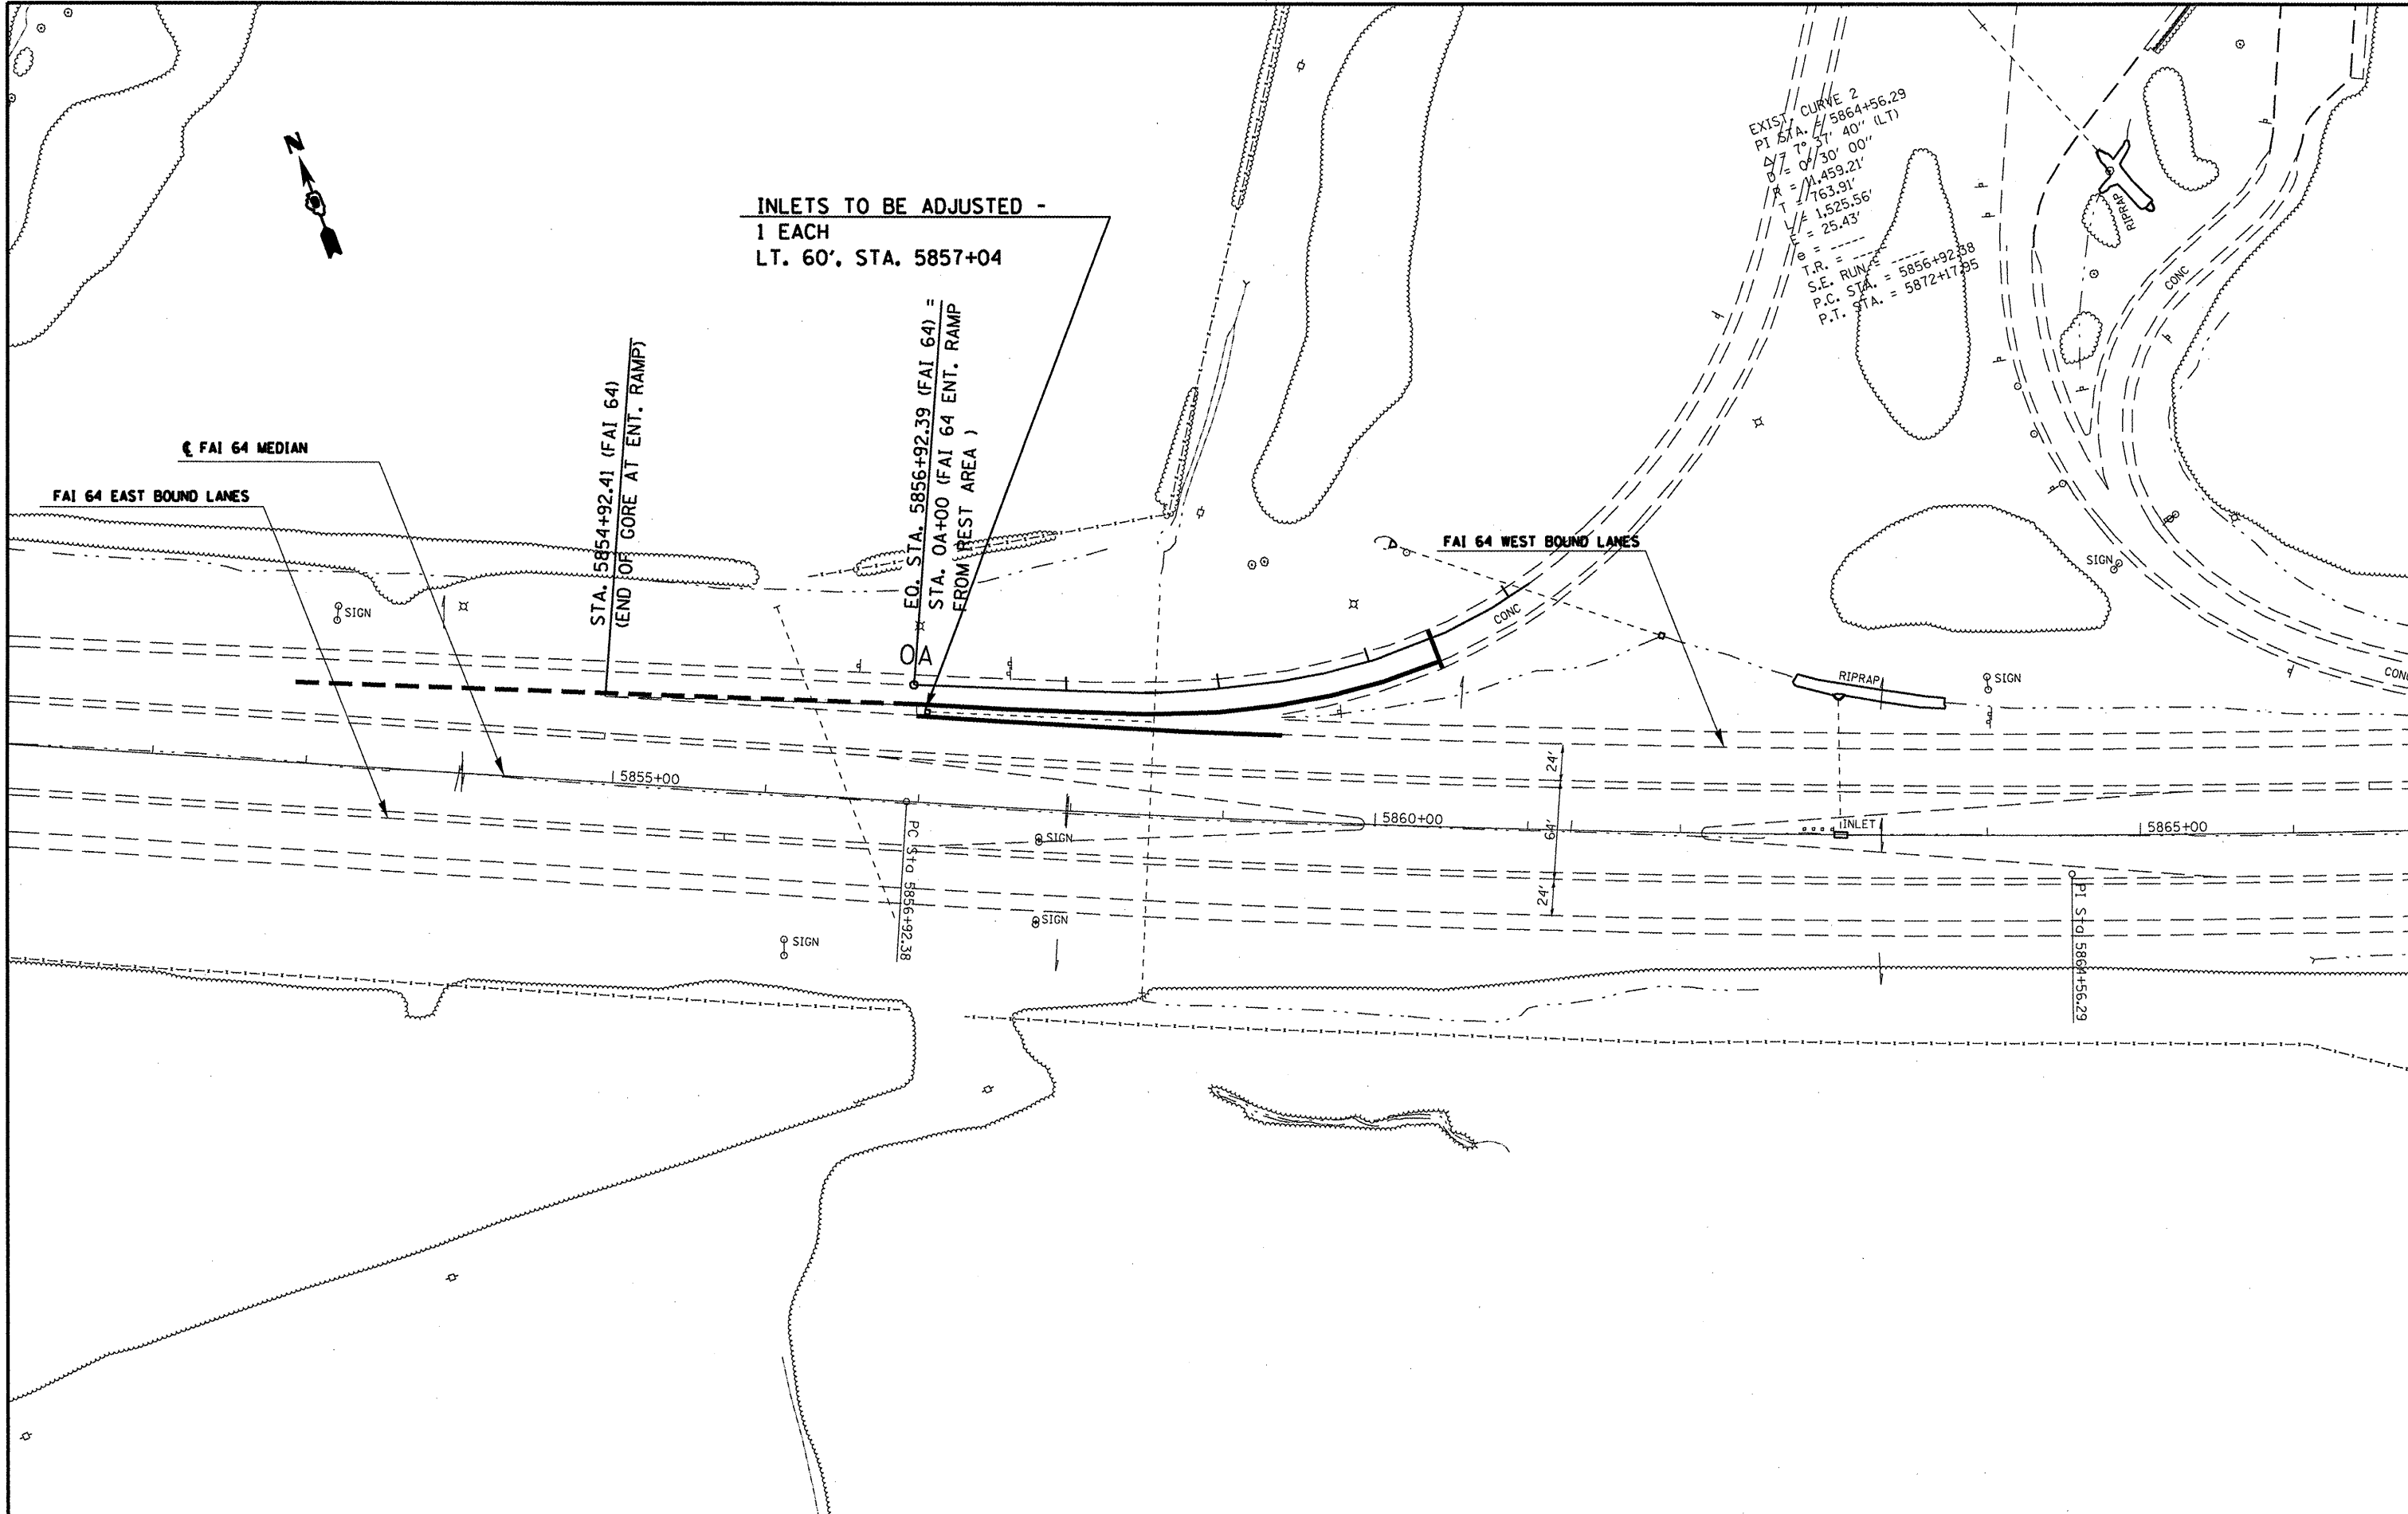 N
INLETS TO BE ADJUSTED -
1 EACH
LT. 60', STA. 5857+04
EXIST. CURVE 2
PI STA. = 5864+56.29
Δ = 7° 37' 40" (LT)
D = 0° 30' 00"
R = 11,459.21'
T = 763.91'
L = 1,525.56'
E = 25.43'
e = -----
T.R. = -----
S.E. RUN = -----
P.C. STA. = 5856+92.38
P.T. STA. = 5872+17.95
RIPRAP
CONC
STA. 5854+92.41 (FAI 64)
(END OF GORE AT ENT. RAMP)
EQ. STA. 5856+92.39 (FAI 64) =
STA. 0A+00 (FAI 64 ENT. RAMP
FROM REST AREA )
℄ FAI 64 MEDIAN
FAI 64 EAST BOUND LANES
FAI 64 WEST BOUND LANES
SIGN
SIGN
CONC
0A
RIPRAP
SIGN
CONC
5855+00
5860+00
5865+00
24'
64'
24'
INLET
SIGN
SIGN
SIGN
PC Sta 5856+92.38
PI Sta 5864+56.29